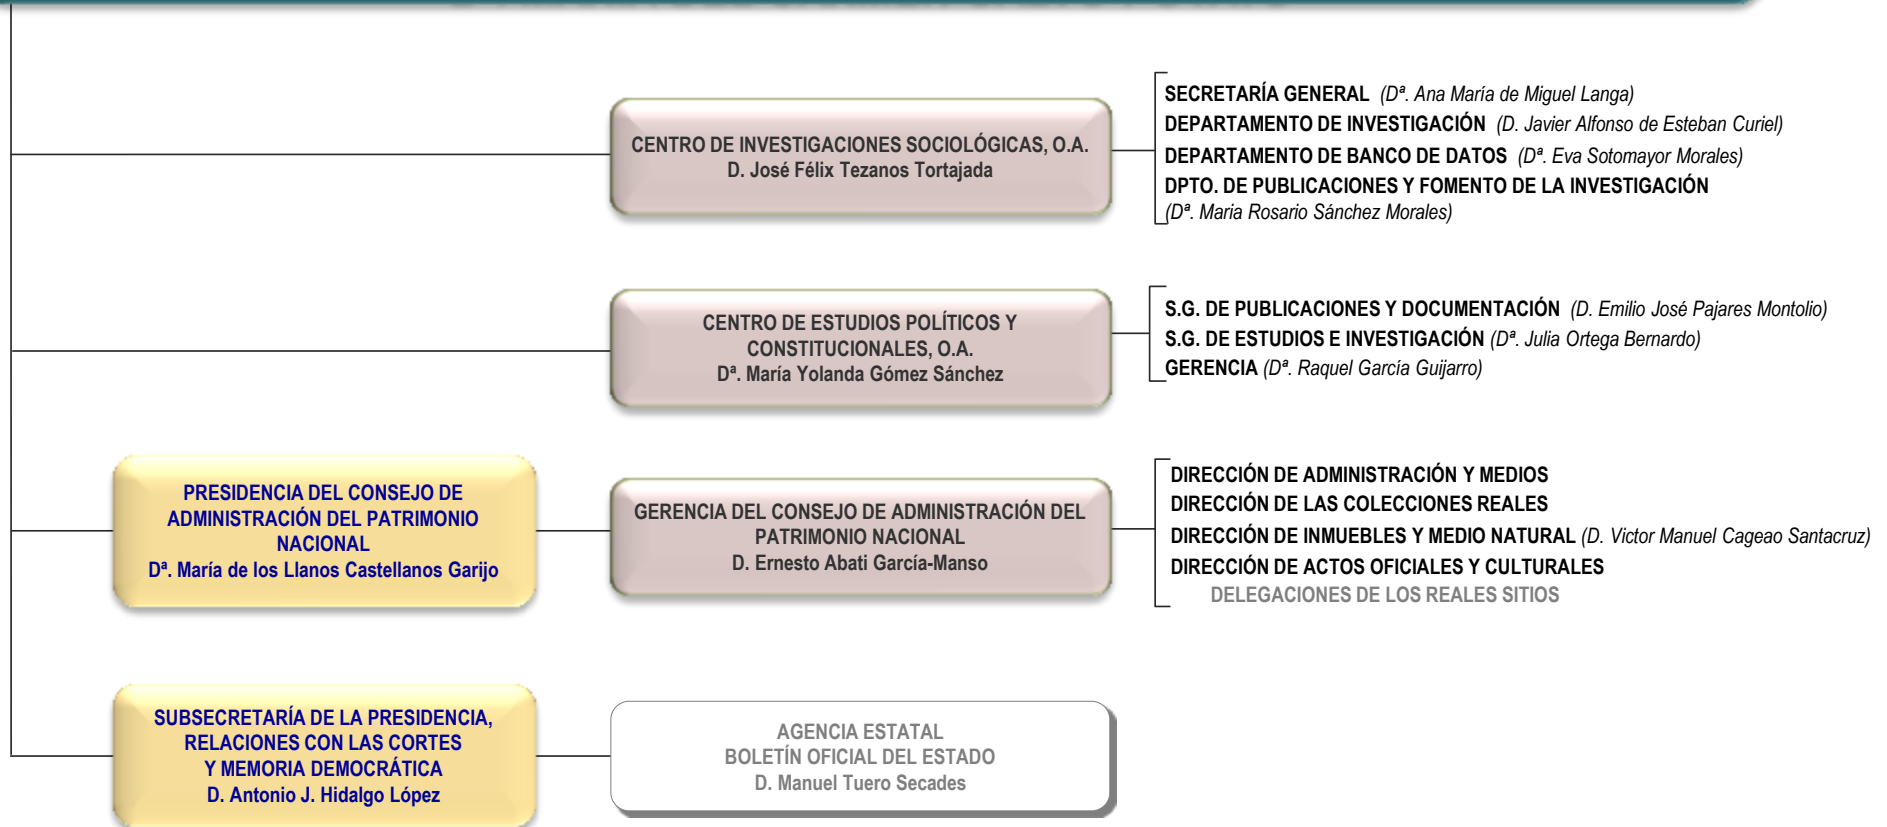 CENTRO DE INVESTIGACIONES SOCIOLÓGICAS, O.A.
D. José Félix Tezanos Tortajada
SECRETARÍA GENERAL (Dª. Ana María de Miguel Langa)
DEPARTAMENTO DE INVESTIGACIÓN (D. Javier Alfonso de Esteban Curiel)
DEPARTAMENTO DE BANCO DE DATOS (Dª. Eva Sotomayor Morales)
DPTO. DE PUBLICACIONES Y FOMENTO DE LA INVESTIGACIÓN
(Dª. Maria Rosario Sánchez Morales)
CENTRO DE ESTUDIOS POLÍTICOS Y
CONSTITUCIONALES, O.A.
Dª. María Yolanda Gómez Sánchez
S.G. DE PUBLICACIONES Y DOCUMENTACIÓN (D. Emilio José Pajares Montolio)
S.G. DE ESTUDIOS E INVESTIGACIÓN (Dª. Julia Ortega Bernardo)
GERENCIA (Dª. Raquel García Guijarro)
PRESIDENCIA DEL CONSEJO DE
ADMINISTRACIÓN DEL PATRIMONIO
NACIONAL
Dª. María de los Llanos Castellanos Garijo
GERENCIA DEL CONSEJO DE ADMINISTRACIÓN DEL
PATRIMONIO NACIONAL
D. Ernesto Abati García-Manso
DIRECCIÓN DE ADMINISTRACIÓN Y MEDIOS
DIRECCIÓN DE LAS COLECCIONES REALES
DIRECCIÓN DE INMUEBLES Y MEDIO NATURAL (D. Victor Manuel Cageao Santacruz)
DIRECCIÓN DE ACTOS OFICIALES Y CULTURALES
DELEGACIONES DE LOS REALES SITIOS
SUBSECRETARÍA DE LA PRESIDENCIA,
RELACIONES CON LAS CORTES
Y MEMORIA DEMOCRÁTICA
D. Antonio J. Hidalgo López
AGENCIA ESTATAL
BOLETÍN OFICIAL DEL ESTADO
D. Manuel Tuero Secades